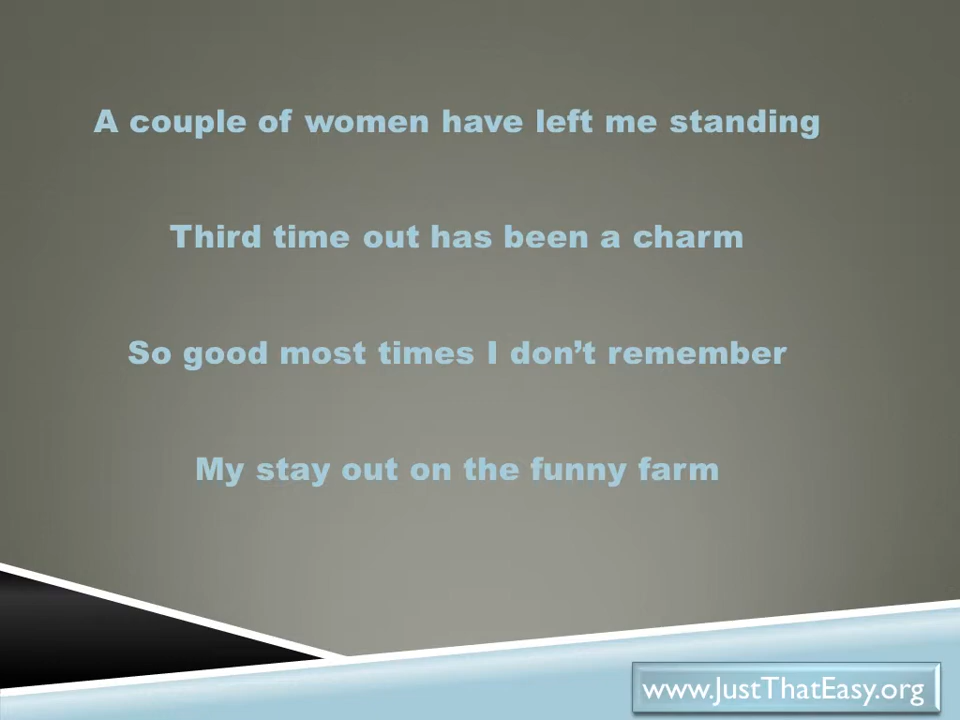 A couple of women have left me standing
Third time out has been a charm
So good most times I don’t remember
My stay out on the funny farm
www.JustThatEasy.org